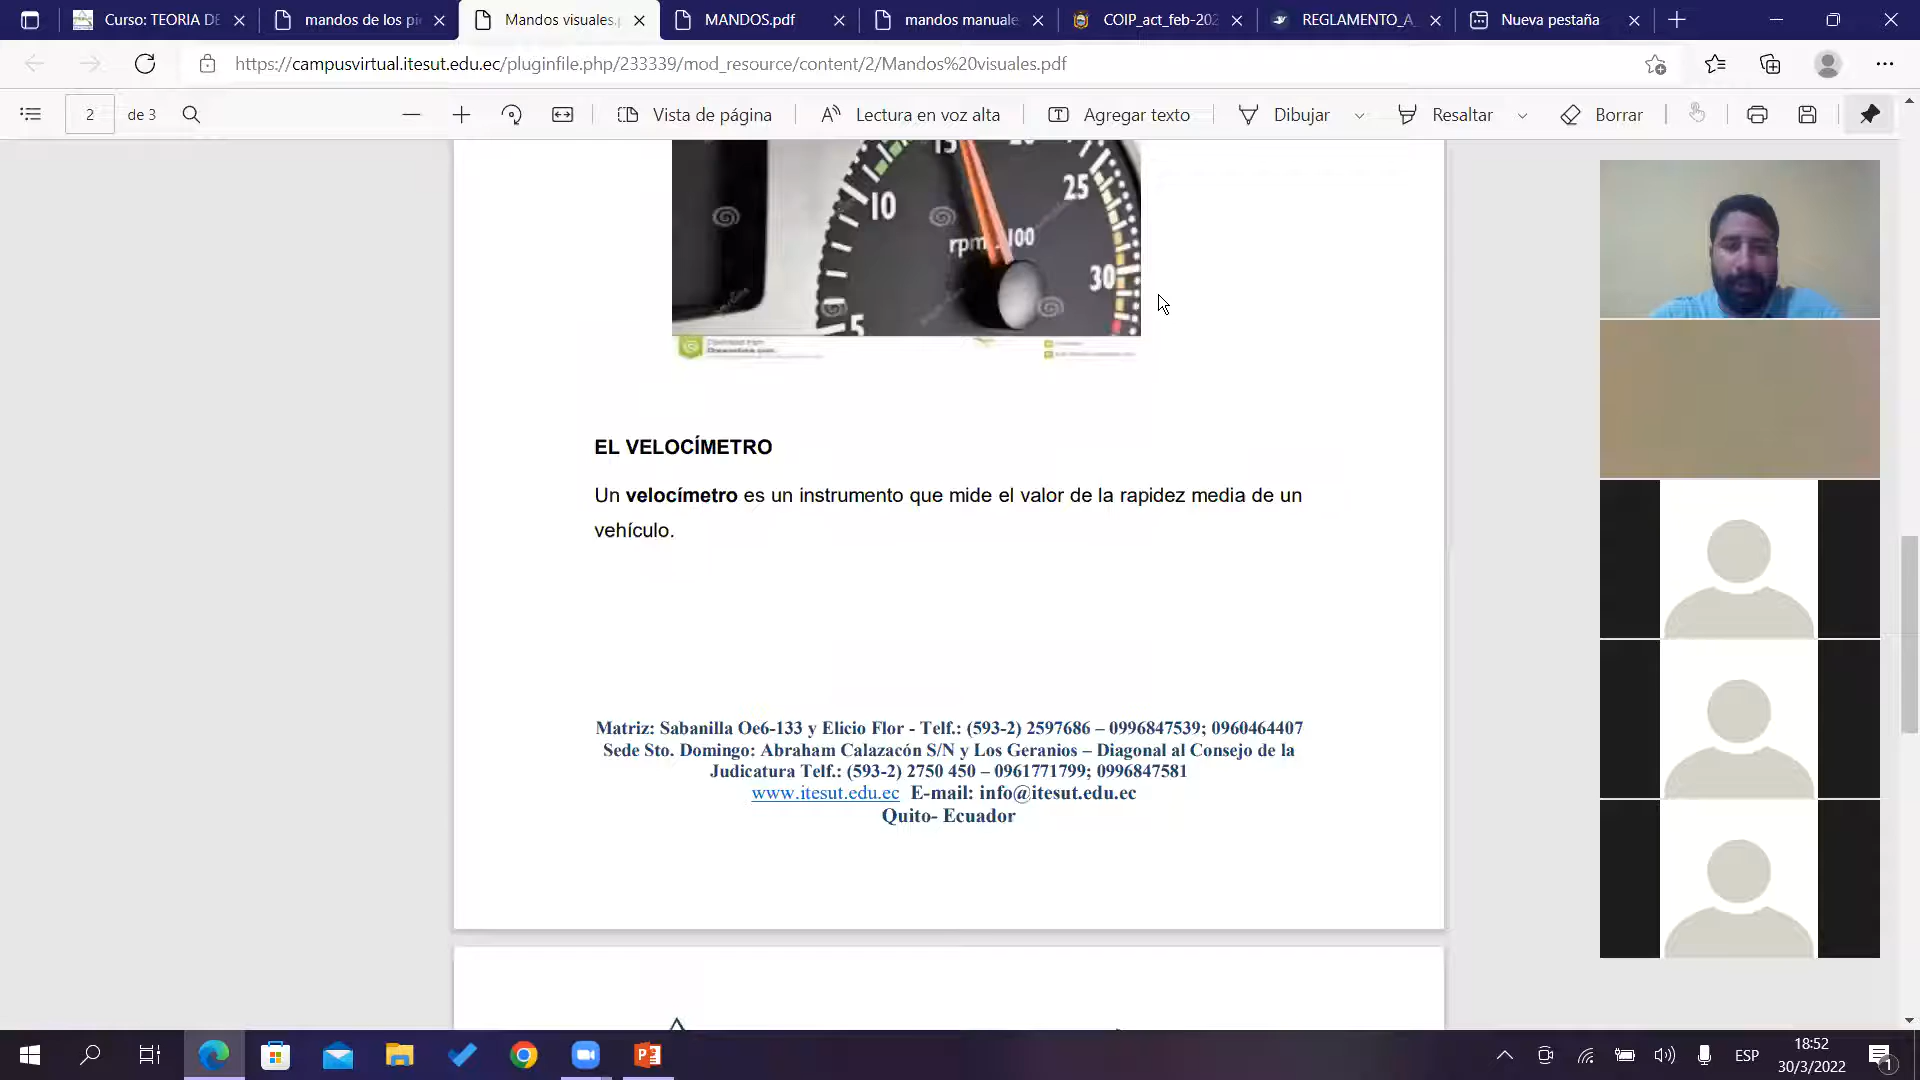 Curso: TEORIA DE
mandos de los pie
Mandos visuales.p
MANDOS.pdf
mandos manuale
COIP_act_feb-202
REGLAMENTO_A
Nueva pestaña
https://campusvirtual.itesut.edu.ec/pluginfile.php/233339/mod_resource/content/2/Mandos%20visuales.pdf
2 de 3
Vista de página
Lectura en voz alta
Agregar texto
Dibujar
Resaltar
Borrar
15
25
10
rpm 100
30
5
EL VELOCÍMETRO
Un velocímetro es un instrumento que mide el valor de la rapidez media de un
vehículo.
Matriz: Sabanilla Oe6-133 y Elicio Flor - Telf.: (593-2) 2597686 – 0996847539; 0960464407
Sede Sto. Domingo: Abraham Calazacón S/N y Los Geranios – Diagonal al Consejo de la
Judicatura Telf.: (593-2) 2750 450 – 0961771799; 0996847581
www.itesut.edu.ec E-mail: info@itesut.edu.ec
Quito- Ecuador
ESP
18:52
30/3/2022
1